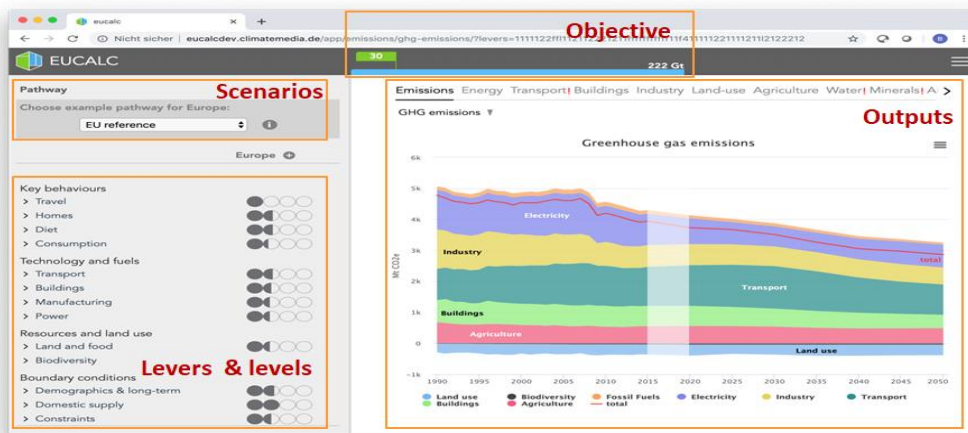 eucalc
Nicht sicher | eucalcdev.climatemedia.de/app/emissions/ghg-emissions/?levers=
Objective
EUCALC
30
222 Gt
Pathway
Scenarios
Choose example pathway for Europe:
EU reference
Europe
Key behaviours
> Travel
> Homes
> Diet
> Consumption
Technology and fuels
> Transport
> Buildings
> Manufacturing
> Power
Resources and land use
> Land and food
> Biodiversity
Levers & levels
Boundary conditions
> Demographics & long-term
> Domestic supply
> Constraints
Emissions Energy Transport! Buildings Industry Land-use Agriculture Water! Minerals! A >
GHG emissions
Outputs
Greenhouse gas emissions
6k
5k
4k
3k
2k
1k
0
-1k
Mt CO2e
Electricity
Industry
total
Transport
Buildings
Agriculture
Land use
1990 1995 2000 2005 2010 2015 2020 2025 2030 2035 2040 2045 2050
Land use Biodiversity Fossil Fuels Electricity Industry Transport
Buildings Agriculture total